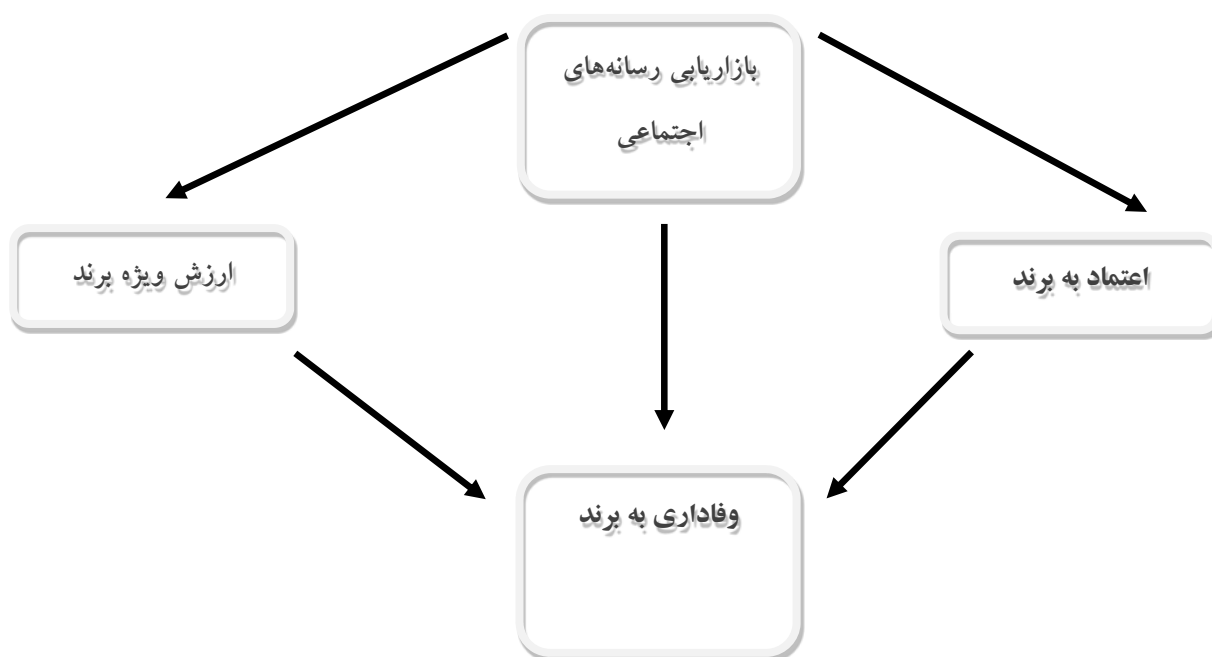 بازاریابی رسانه‌های
اجتماعی
اعتماد به برند
ارزش ویژه برند
وفاداری به برند